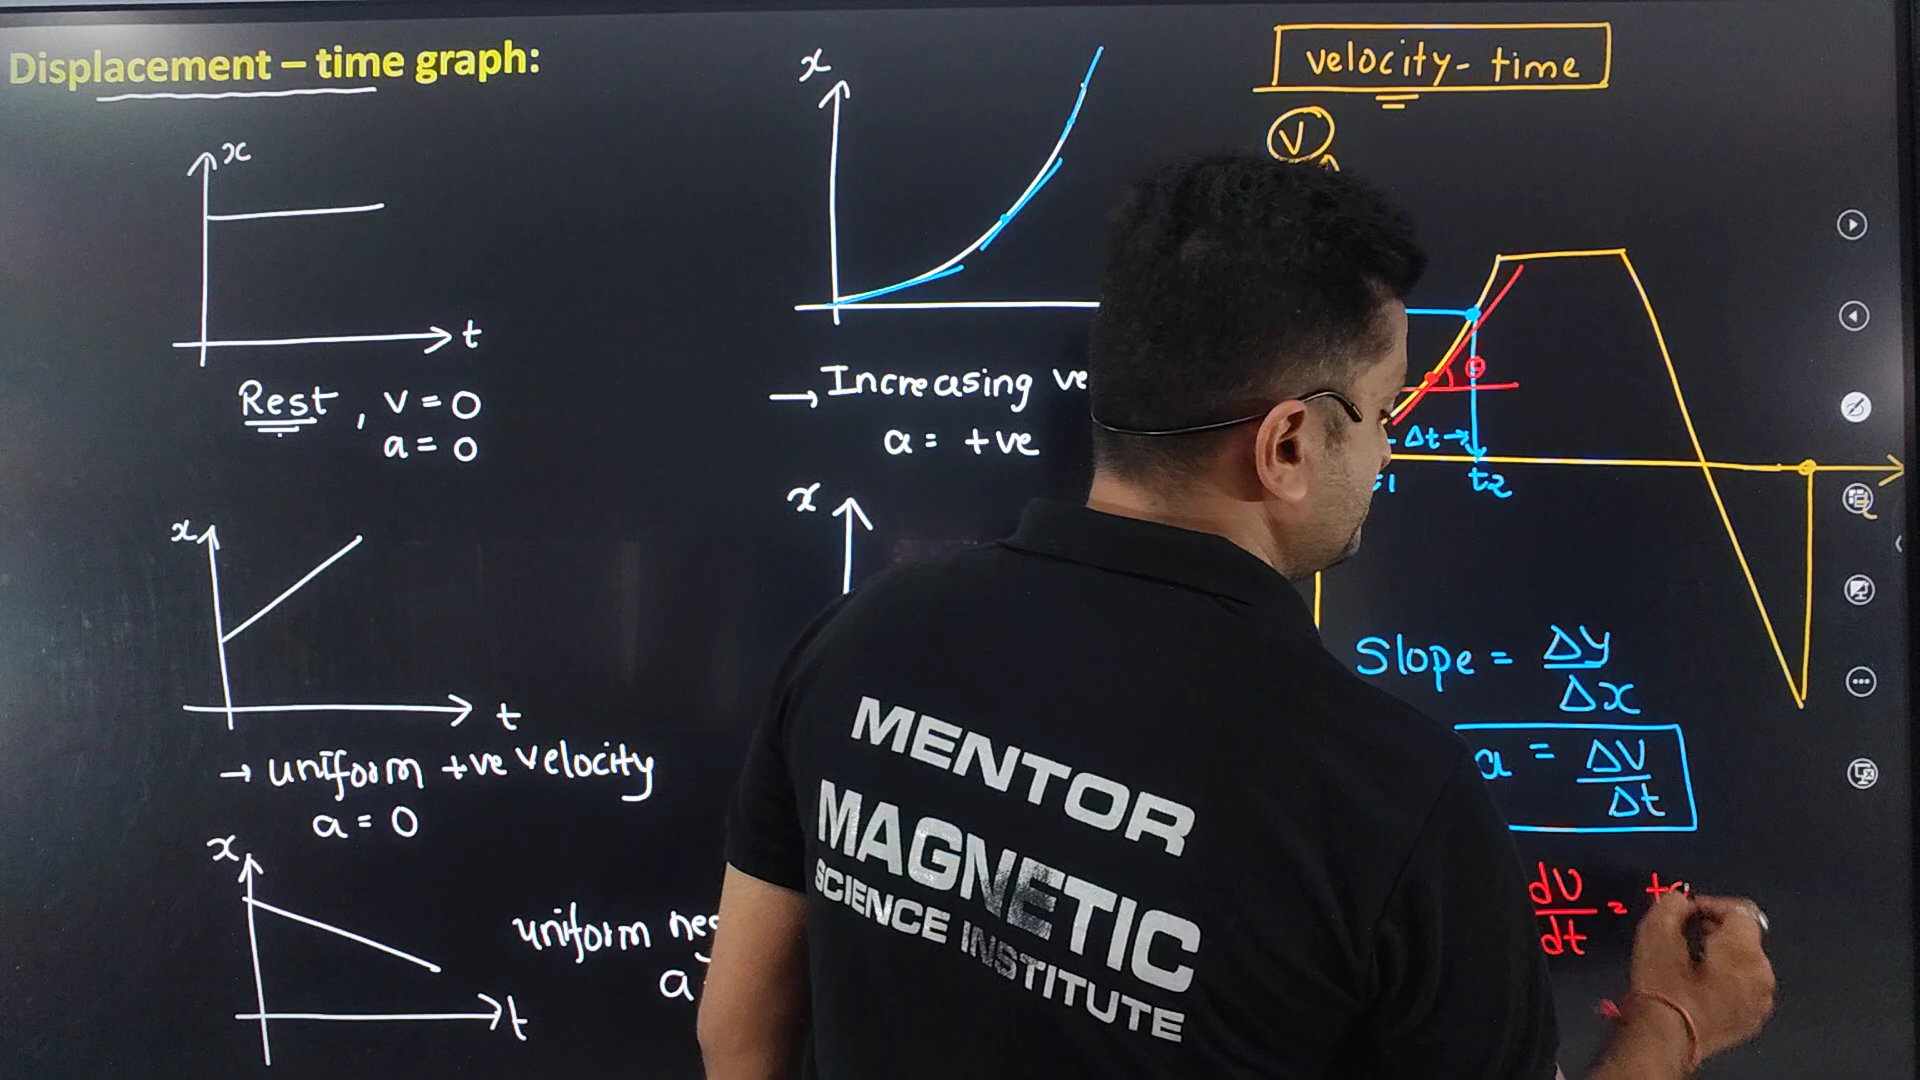 Displacement – time graph:
x
t
Rest, v = 0
a = 0
x
t
→ uniform +ve velocity
a = 0
x
t
uniform
a
x
→ Increasing
a = +ve
x
velocity - time
V
θ
Δt →
t2
Slope = Δy
Δx
a = ΔV
Δt
dv
dt
=
MENTOR
MAGNETIC
SCIENCE INSTITUTE